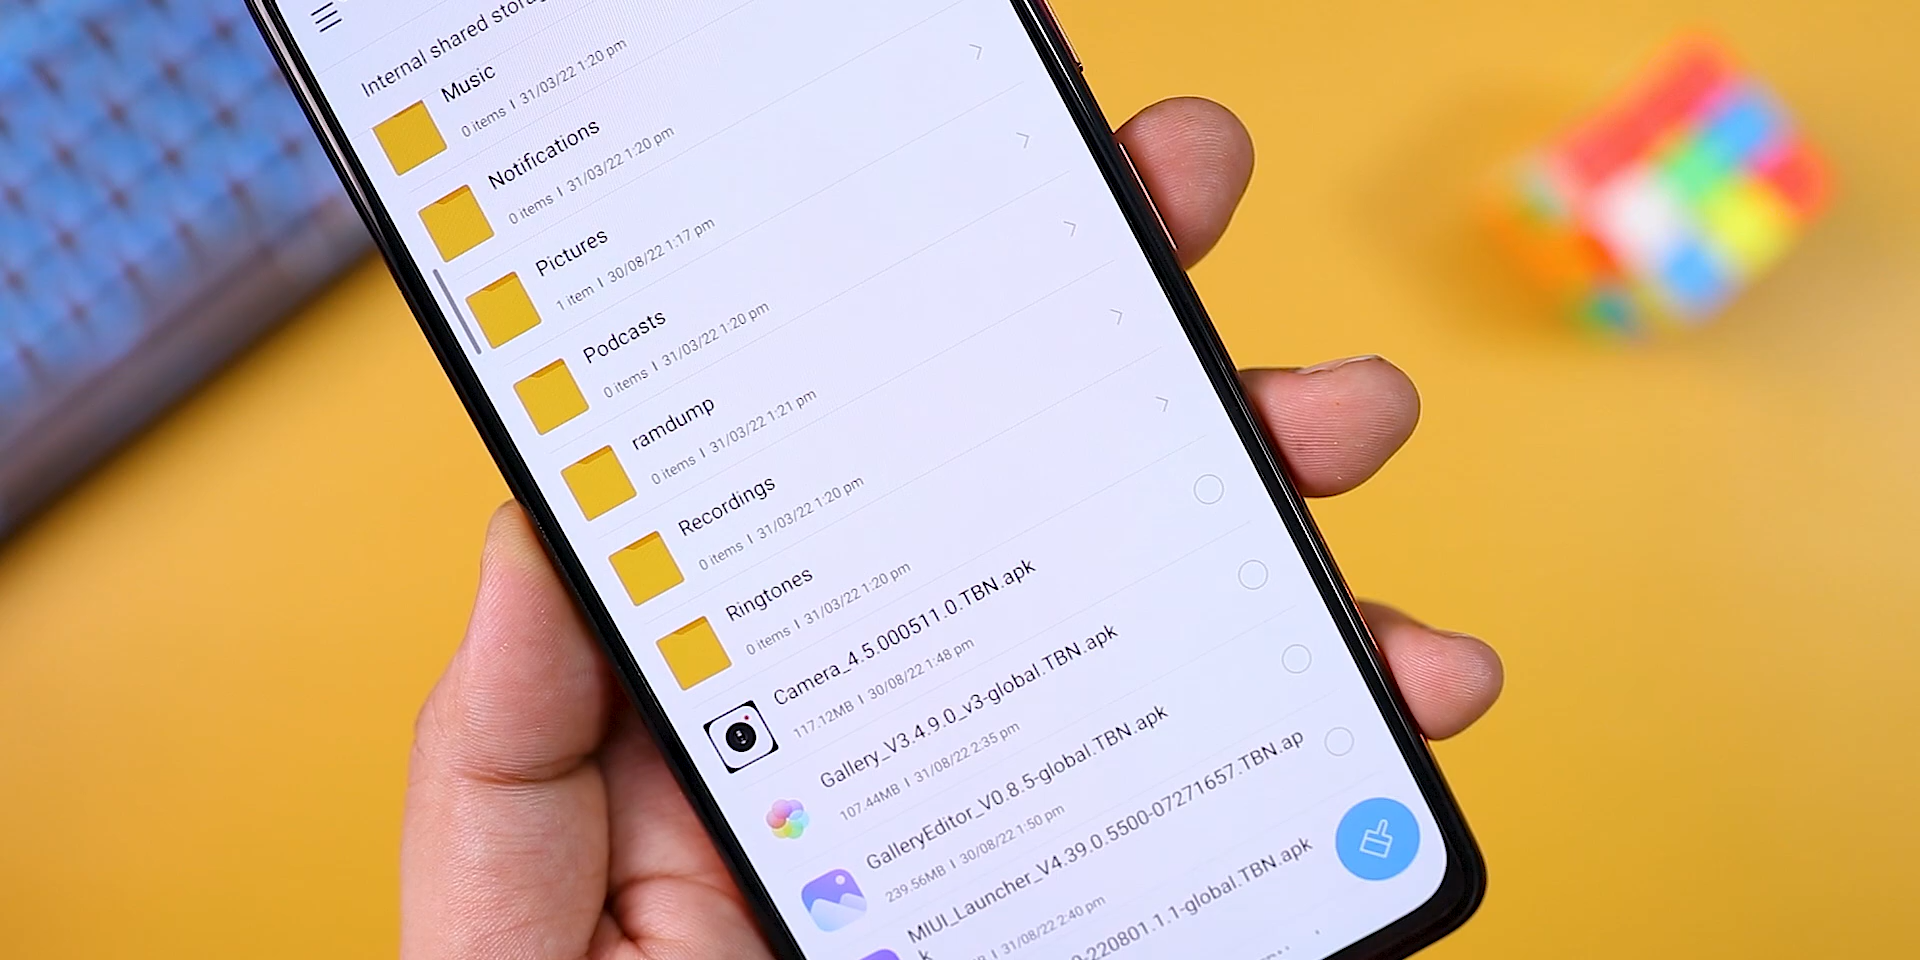 Internal shared storag
Music
0 items | 31/03/22 1:20 pm
Notifications
0 items | 31/03/22 1:20 pm
Pictures
1 item | 30/08/22 1:17 pm
Podcasts
0 items | 31/03/22 1:20 pm
ramdump
0 items | 31/03/22 1:21 pm
Recordings
0 items | 31/03/22 1:20 pm
Ringtones
0 items | 31/03/22 1:20 pm
Camera_4.5.000511.0.TBN.apk
117.12MB | 30/08/22 1:48 pm
Gallery_V3.4.9.0_v3-global.TBN.apk
107.44MB | 31/08/22 2:35 pm
GalleryEditor_V0.8.5-global.TBN.apk
239.56MB | 30/08/22 1:50 pm
MIUI_Launcher_V4.39.0.5500-07271657.TBN.ap
k
| 31/08/22 2:40 pm
0-220801.1.1-global.TBN.apk